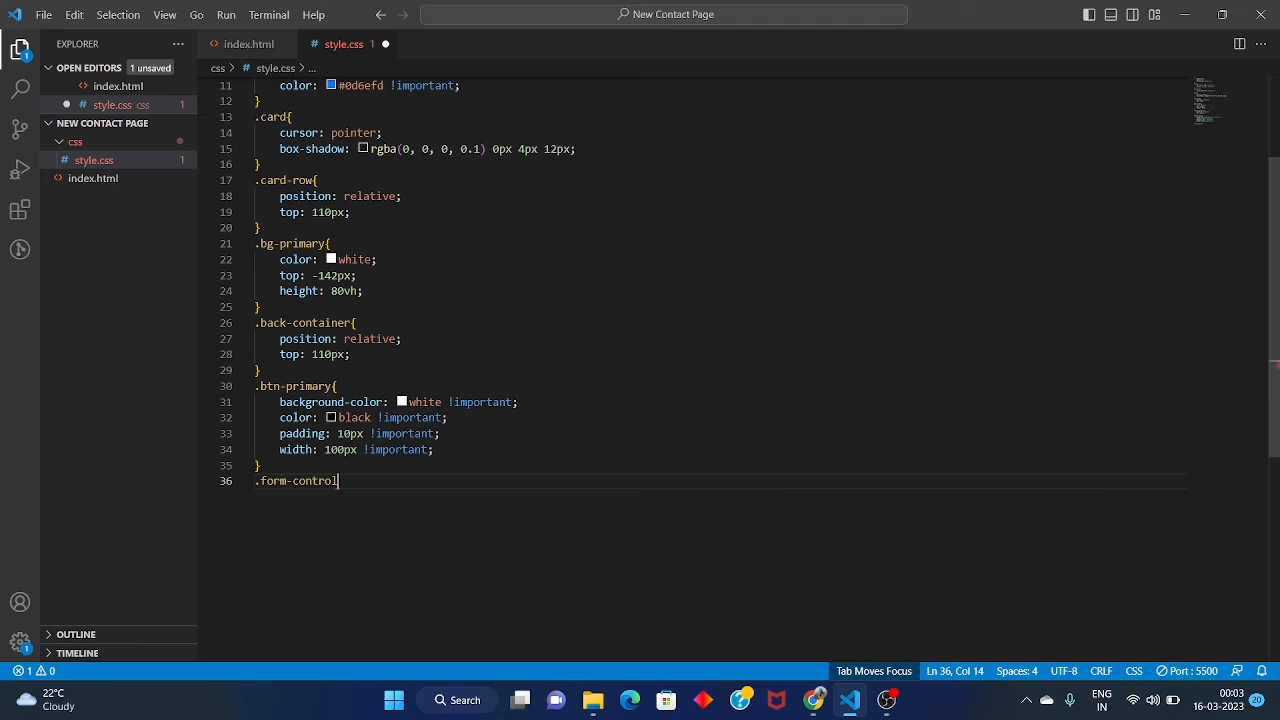 File Edit Selection View Go Run Terminal Help
New Contact Page
EXPLORER
index.html
# style.css 1
OPEN EDITORS 1 unsaved
css > # style.css > ...
index.html
# style.css css 1
NEW CONTACT PAGE
css
# style.css 1
index.html
11 color: #0d6efd !important;
12 }
13 .card{
14 cursor: pointer;
15 box-shadow: rgba(0, 0, 0, 0.1) 0px 4px 12px;
16 }
17 .card-row{
18 position: relative;
19 top: 110px;
20 }
21 .bg-primary{
22 color: white;
23 top: -142px;
24 height: 80vh;
25 }
26 .back-container{
27 position: relative;
28 top: 110px;
29 }
30 .btn-primary{
31 background-color: white !important;
32 color: black !important;
33 padding: 10px !important;
34 width: 100px !important;
35 }
36 .form-control
1
1
OUTLINE
TIMELINE
1 0
Tab Moves Focus Ln 36, Col 14 Spaces: 4 UTF-8 CRLF CSS Port : 5500
22°C
Cloudy
Search
ENG
IN
00:03
16-03-2023
20